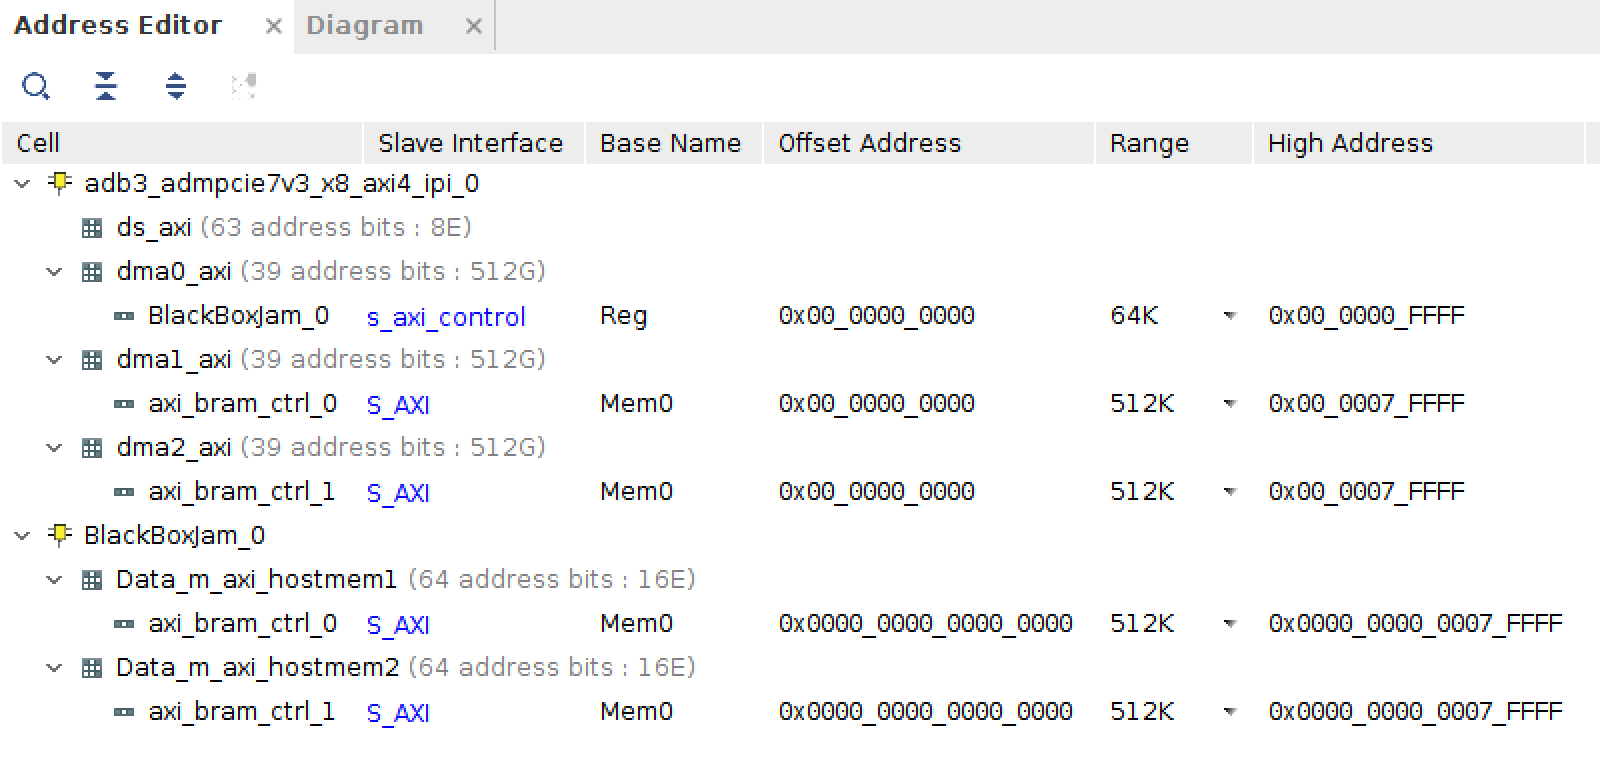 Address Editor × Diagram ×
Cell Slave Interface Base Name Offset Address Range High Address
adb3_admpcie7v3_x8_axi4_ipi_0
ds_axi (63 address bits : 8E)
dma0_axi (39 address bits : 512G)
BlackBoxJam_0 s_axi_control Reg 0x00_0000_0000 64K 0x00_0000_FFFF
dma1_axi (39 address bits : 512G)
axi_bram_ctrl_0 S_AXI Mem0 0x00_0000_0000 512K 0x00_0007_FFFF
dma2_axi (39 address bits : 512G)
axi_bram_ctrl_1 S_AXI Mem0 0x00_0000_0000 512K 0x00_0007_FFFF
BlackBoxJam_0
Data_m_axi_hostmem1 (64 address bits : 16E)
axi_bram_ctrl_0 S_AXI Mem0 0x0000_0000_0000_0000 512K 0x0000_0000_0007_FFFF
Data_m_axi_hostmem2 (64 address bits : 16E)
axi_bram_ctrl_1 S_AXI Mem0 0x0000_0000_0000_0000 512K 0x0000_0000_0007_FFFF